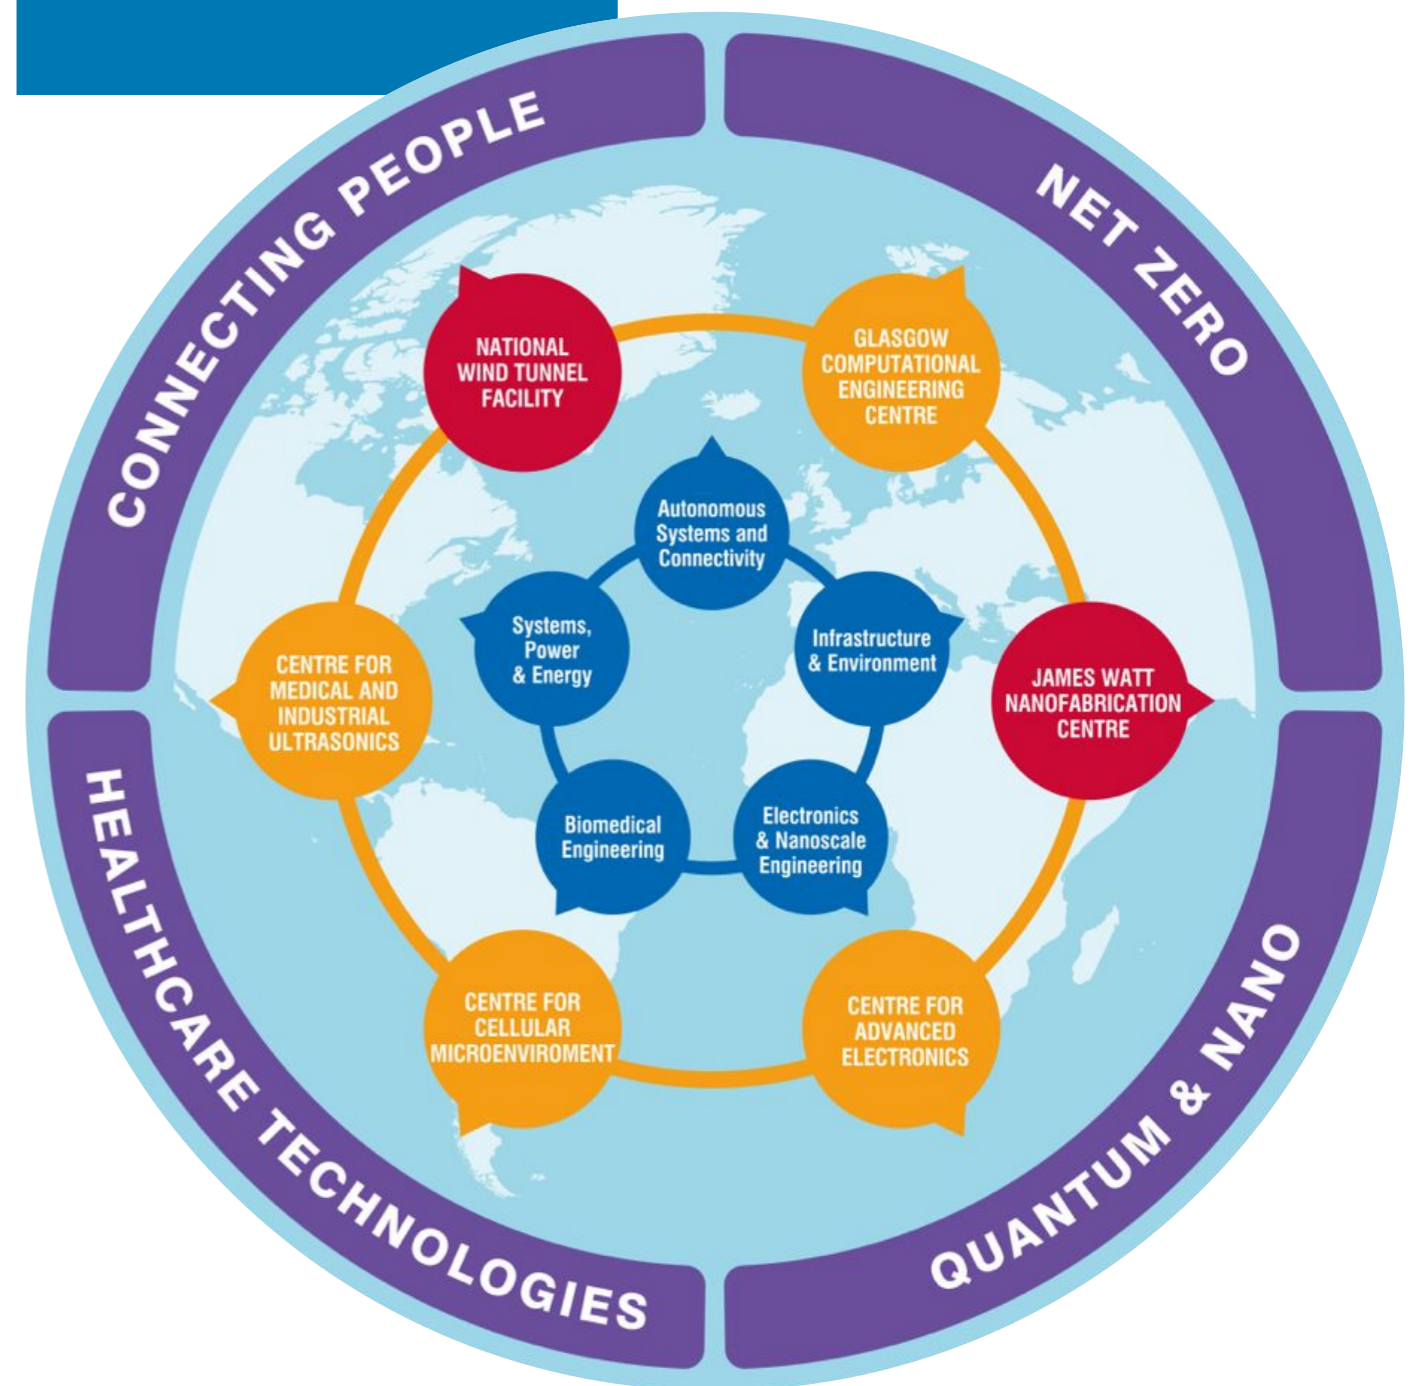 CONNECTING PEOPLE
NET ZERO
NATIONAL
WIND TUNNEL
FACILITY
GLASGOW
COMPUTATIONAL
ENGINEERING
CENTRE
Autonomous
Systems and
Connectivity
Systems,
Power
& Energy
Infrastructure
& Environment
CENTRE FOR
MEDICAL AND
INDUSTRIAL
ULTRASONICS
JAMES WATT
NANOFABRICATION
CENTRE
Biomedical
Engineering
Electronics
& Nanoscale
Engineering
CENTRE FOR
CELLULAR
MICROENVIROMENT
CENTRE FOR
ADVANCED
ELECTRONICS
HEALTHCARE TECHNOLOGIES
QUANTUM & NANO